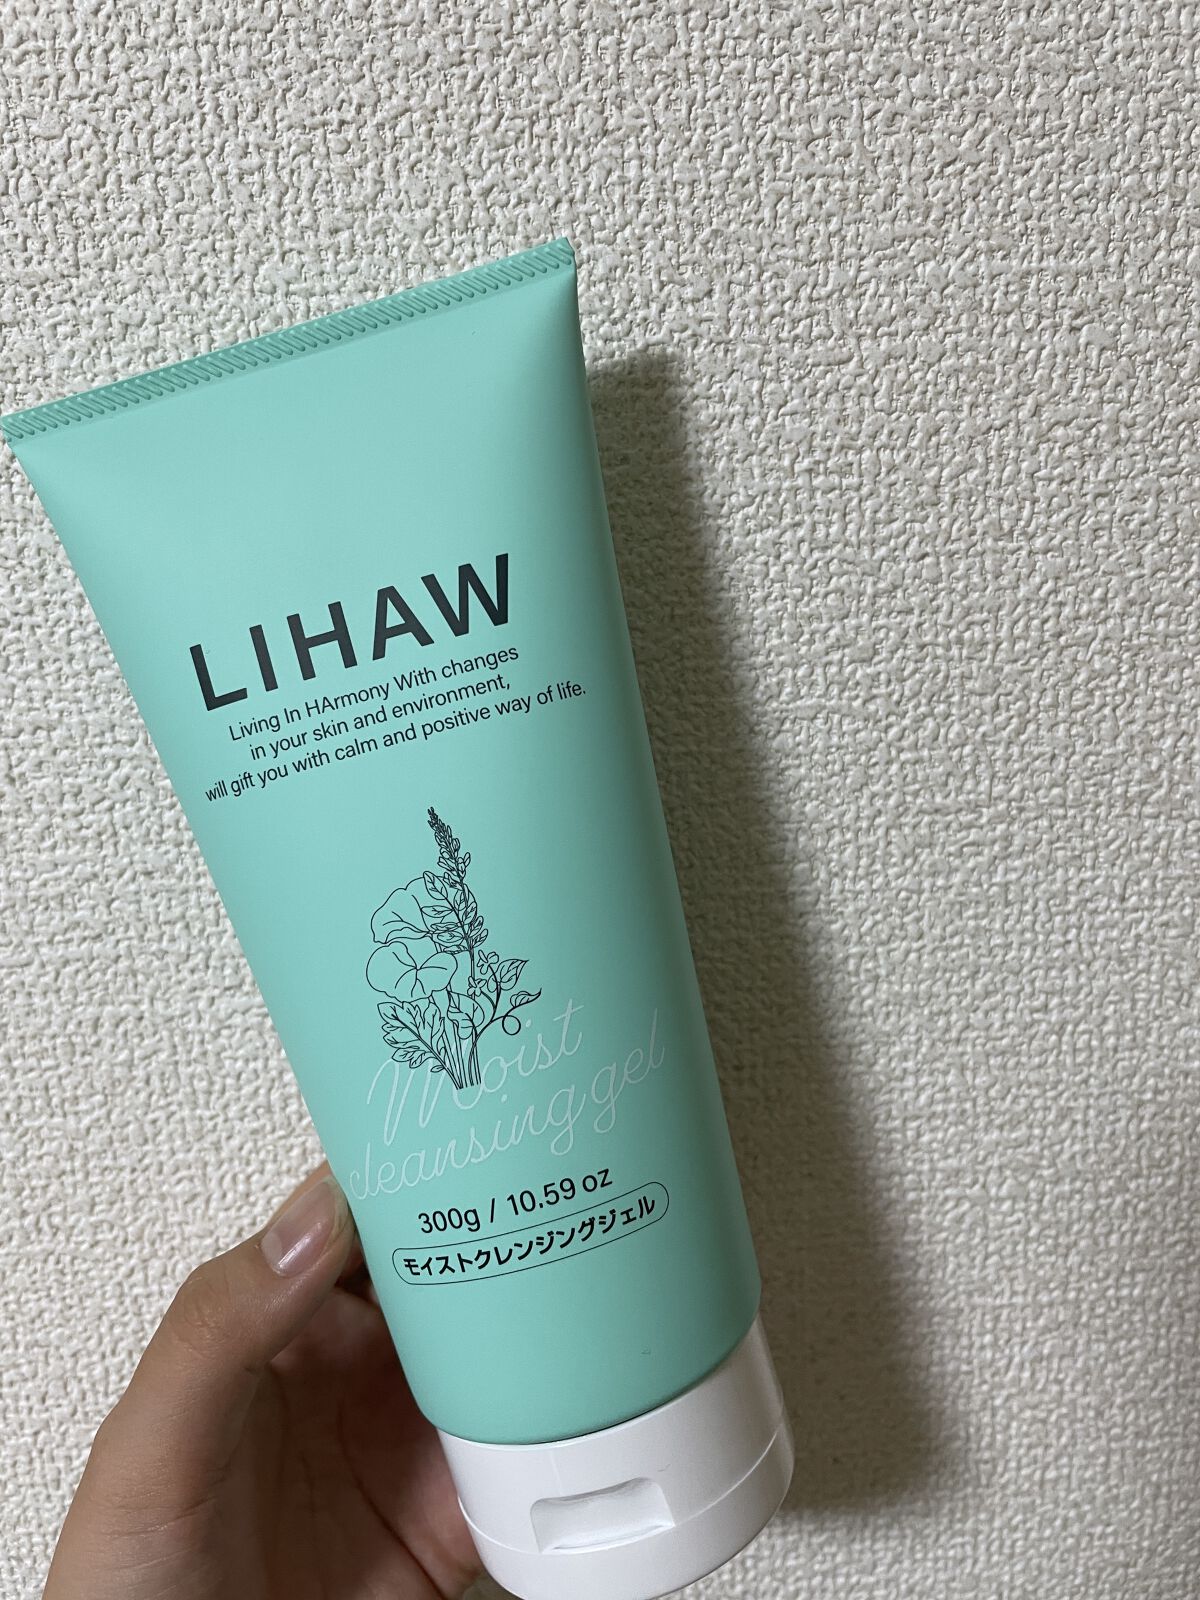 LIHAW
Living In HArmony With changes
in your skin and environment,
will gift you with calm and positive way of life.
Moist
cleansing gel
300g / 10.59 oz
モイストクレンジングジェル